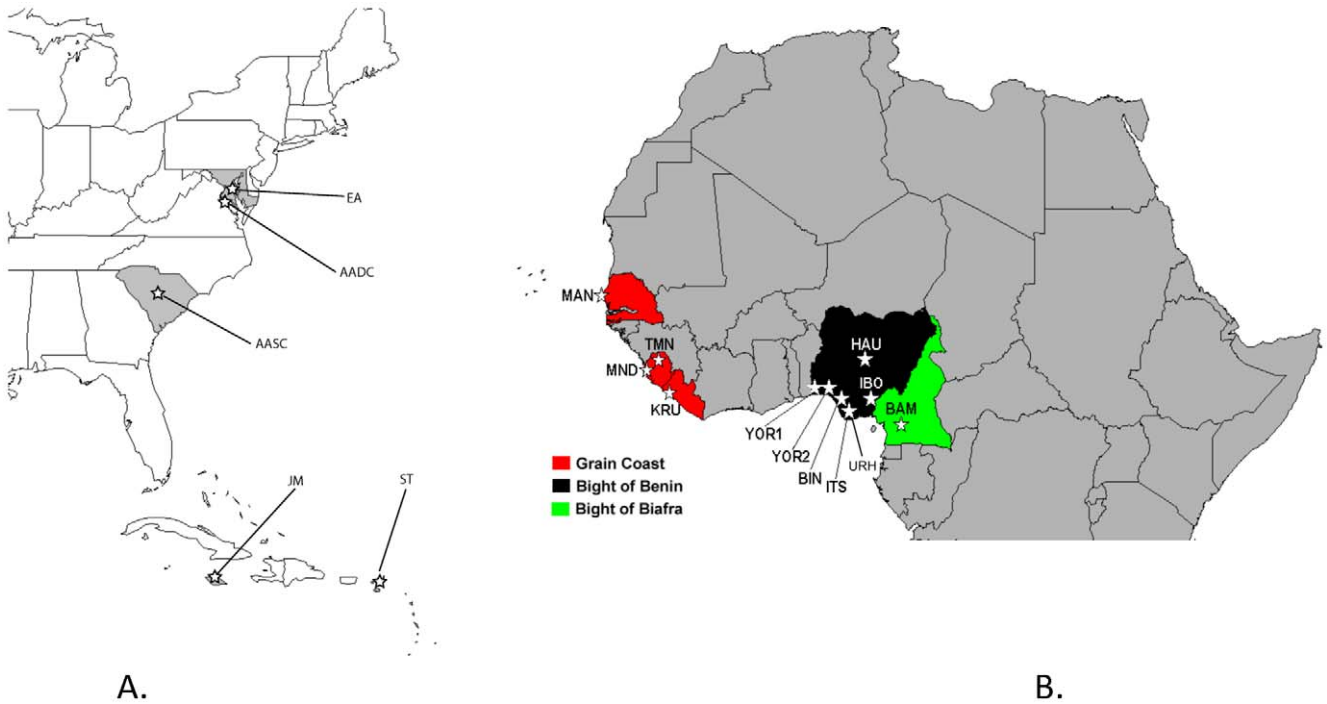 EA
AADC
AASC
JM
ST
A.
MAN
TMN
MND
KRU
HAU
IBO
BAM
YOR1
YOR2
BIN
ITS
URH
Grain Coast
Bight of Benin
Bight of Biafra
B.